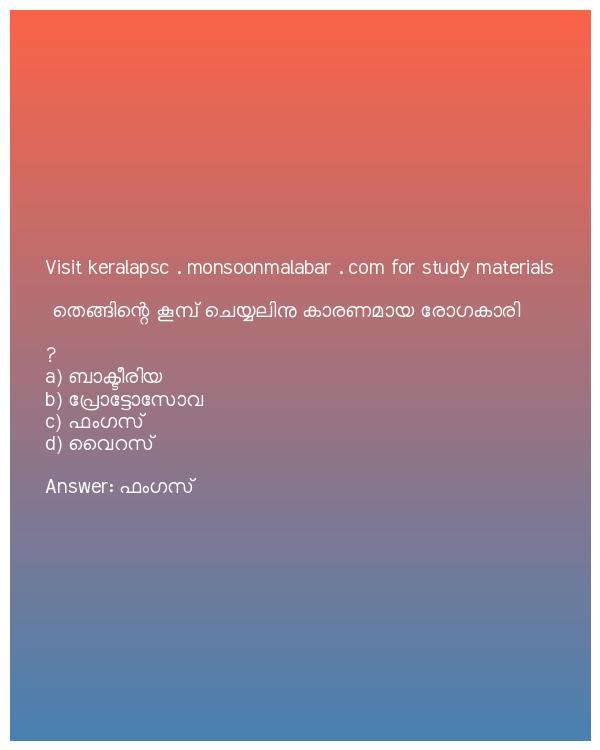 Visit keralapsc . monsoonmalabar . com for study materials
തെങ്ങിന്റെ കൂമ്പ് ചെയ്യലിനു കാരണമായ രോഗകാരി
?
a) ബാക്ടീരിയ
b) പ്രോട്ടോസോവ
c) ഫംഗസ്
d) വൈറസ്
Answer: ഫംഗസ്